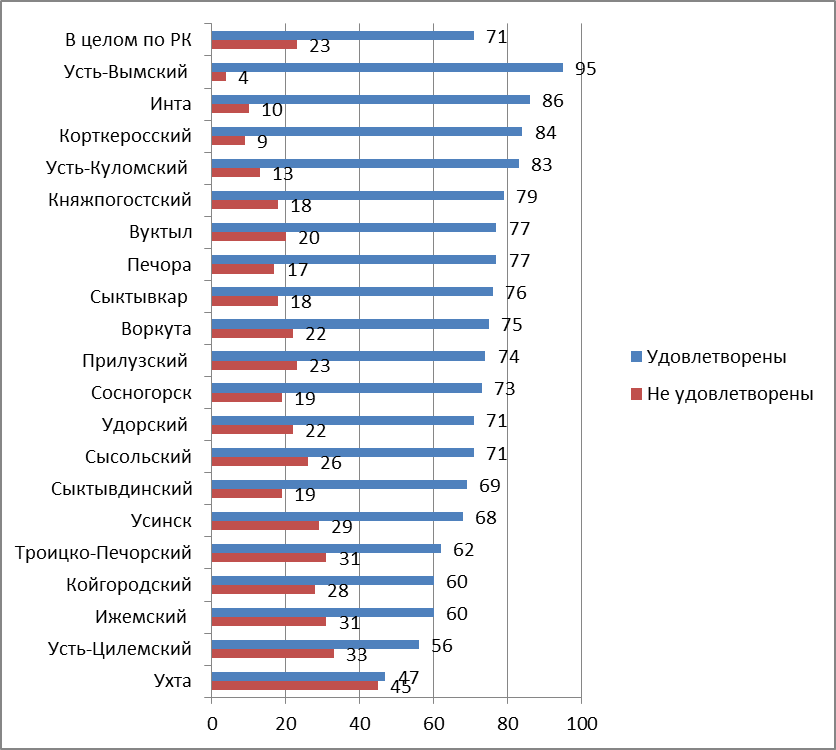 В целом по РК 71
23
Усть-Вымский 95
4
Инта 86
10
Корткеросский 84
9
Усть-Куломский 83
13
Княжпогостский 79
18
Вуктыл 77
20
Печора 77
17
Сыктывкар 76
18
Воркута 75
22
Прилузский 74
23
Сосногорск 73
19
Удорский 71
22
Сысольский 71
26
Сыктывдинский 69
19
Усинск 68
29
Троицко-Печорский 62
31
Койгородский 60
28
Ижемский 60
31
Усть-Цилемский 56
33
Ухта 47
45
0 20 40 60 80 100
Удовлетворены
Не удовлетворены